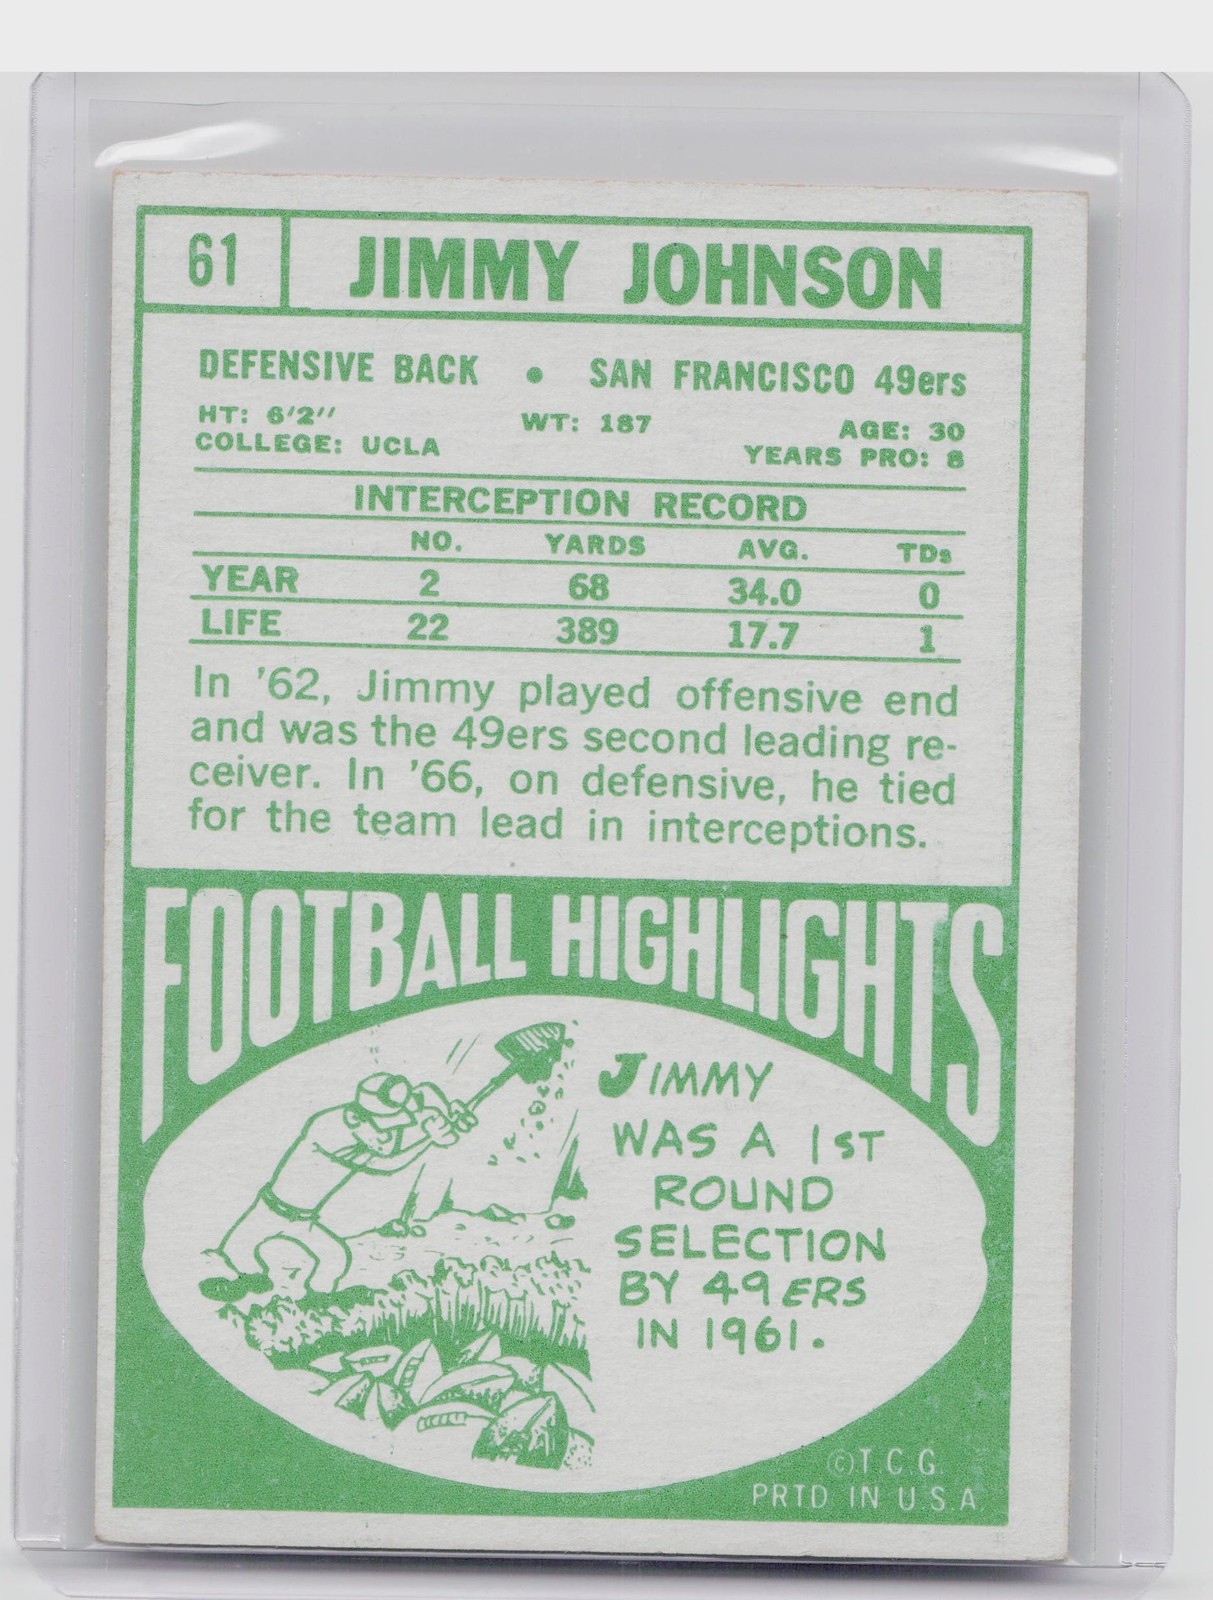 61 JIMMY JOHNSON
DEFENSIVE BACK • SAN FRANCISCO 49ers
HT: 6'2'' WT: 187 AGE: 30
COLLEGE: UCLA YEARS PRO: 8
INTERCEPTION RECORD
NO. YARDS AVG. TDs
YEAR 2 68 34.0 0
LIFE 22 389 17.7 1
In '62, Jimmy played offensive end
and was the 49ers second leading re-
ceiver. In '66, on defensive, he tied
for the team lead in interceptions.
FOOTBALL HIGHLIGHTS
JIMMY
WAS A 1ST
ROUND
SELECTION
BY 49ERS
IN 1961.
©T.C.G.
PRTD IN U.S.A.